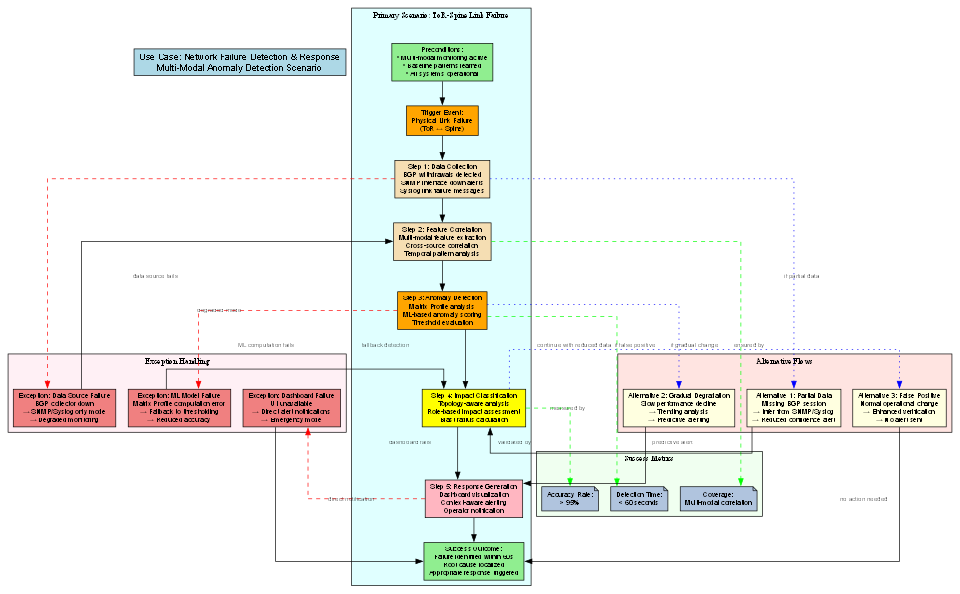 Primary Scenario: ToR-Spine Link Failure
Use Case: Network Failure Detection & Response
Multi-Modal Anomaly Detection Scenario
Preconditions:
• Multi-modal monitoring active
• Baseline patterns learned
• All systems operational
Trigger Event:
Physical Link Failure
(ToR ↔ Spine)
Step 1: Data Collection
BGP withdrawals detected
SNMP interface down alerts
Syslog link failure messages
Step 2: Feature Correlation
Multi-modal feature extraction
Cross-source correlation
Temporal pattern analysis
data source fails
if partial data
Step 3: Anomaly Detection
Matrix Profile analysis
ML-based anomaly scoring
Threshold evaluation
degraded mode
ML computation fails
fallback detection
continue with reduced data
if false positive
if gradual change
ensured by
Exception Handling
Exception: Data Source Failure
BGP collector down
→ SNMP/Syslog only mode
→ Degraded monitoring
Exception: ML Model Failure
Matrix Profile computation error
→ Fallback to thresholding
→ Reduced accuracy
Exception: Dashboard Failure
UI unavailable
→ Direct alert notifications
→ Emergency mode
Step 4: Impact Classification
Topology-aware analysis
Role-based impact assessment
Blast radius calculation
Alternative Flows
Alternative 2: Gradual Degradation
Slow performance decline
→ Trending analysis
→ Predictive alerting
Alternative 1: Partial Data
Missing BGP session
→ Infer from SNMP/Syslog
→ Reduced confidence alert
Alternative 3: False Positive
Normal operational change
→ Enhanced verification
→ No alert sent
measured by
dashboard fails
validated by
predictive alert
Success Metrics
Accuracy Rate:
> 95%
Detection Time:
< 60 seconds
Coverage:
Multi-modal correlation
Step 5: Response Generation
Dashboard visualization
Context-aware alerting
Operator notification
direct notification
no action needed
Success Outcome:
Failure identified within 60s
Root cause localized
Appropriate response triggered